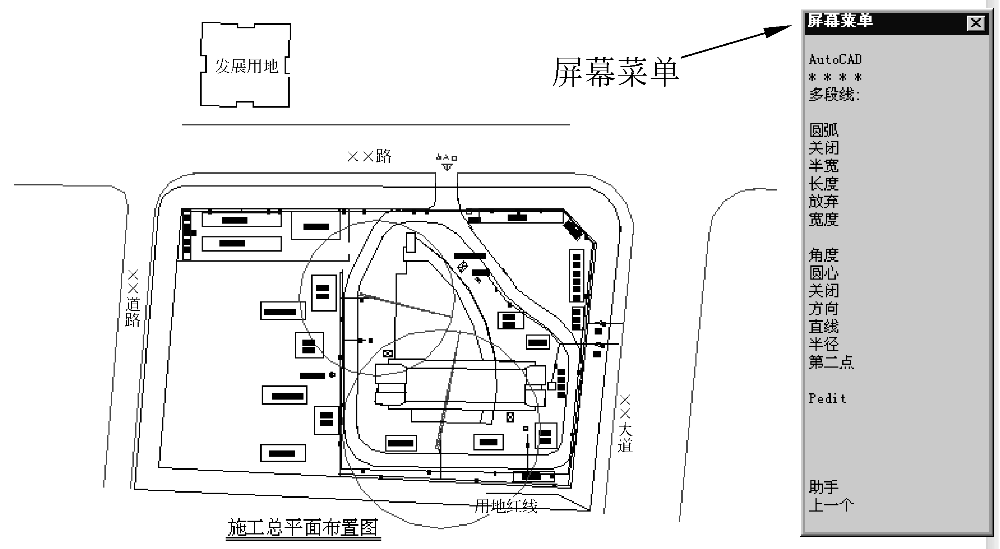 发展用地
屏幕菜单
××路
××道路
××大道
用地红线
施工总平面布置图
屏幕菜单
AutoCAD
* * * *
多段线:
圆弧
关闭
半宽
长度
放弃
宽度
角度
圆心
关闭
方向
直线
半径
第二点
Pedit
助手
上一个